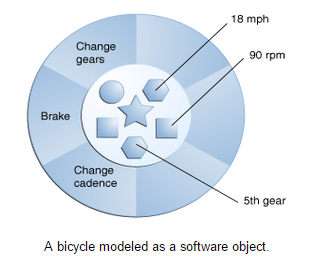 18 mph
Change
gears
90 rpm
Brake
Change
cadence
5th gear
A bicycle modeled as a software object.